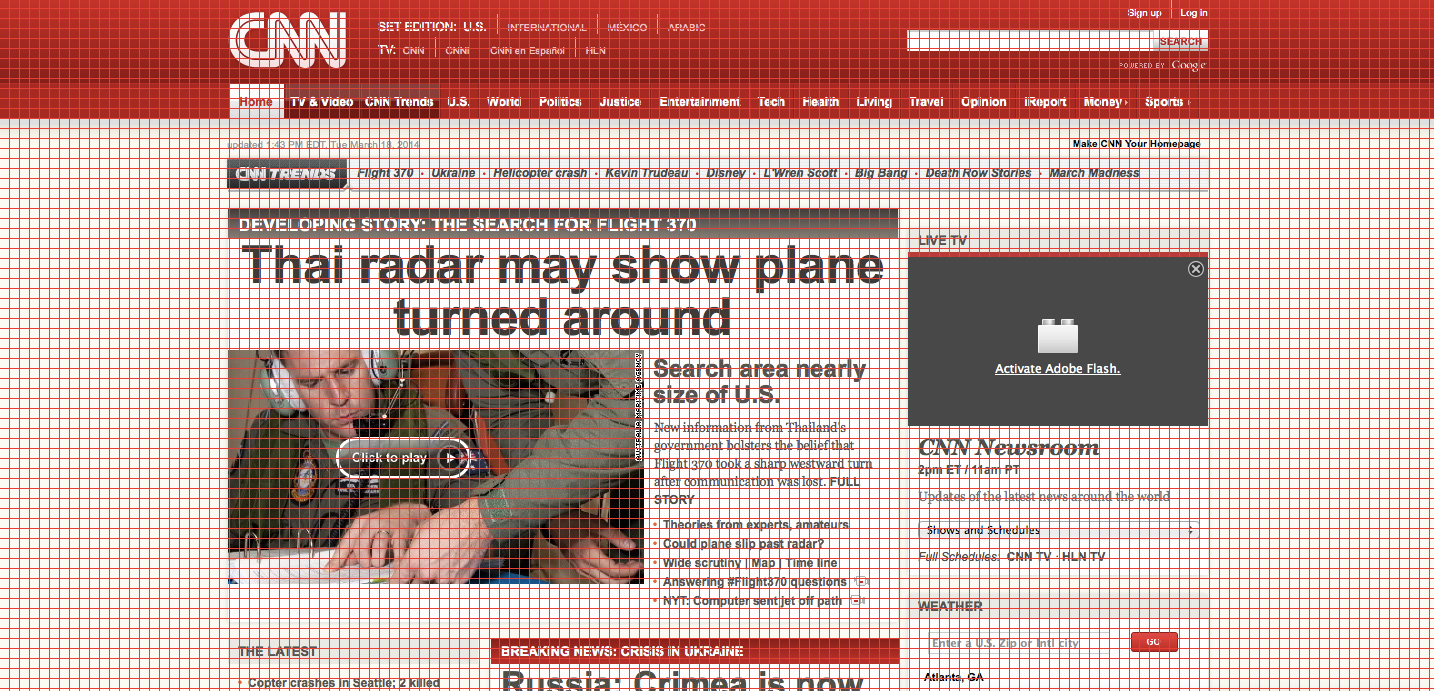 CNN
SET EDITION: U.S. INTERNATIONAL MÉXICO ARABIC
TV: CNN CNNi CNN en Español HLN
Sign up Log in
SEARCH
POWERED BY Google
Home TV & Video CNN Trends U.S. World Politics Justice Entertainment Tech Health Living Travel Opinion iReport Money › Sports ›
updated 1:43 PM EDT, Tue March 18, 2014
Make CNN Your Homepage
CNN TRENDS Flight 370 • Ukraine • Helicopter crash • Kevin Trudeau • Disney • L'Wren Scott • Big Bang • Death Row Stories • March Madness
DEVELOPING STORY: THE SEARCH FOR FLIGHT 370
Thai radar may show plane
turned around
Click to play
Search area nearly
size of U.S.
New information from Thailand's
government bolsters the belief that
Flight 370 took a sharp westward turn
after communication was lost. FULL
STORY
• Theories from experts, amateurs
• Could plane slip past radar?
• Wide scrutiny | Map | Time line
• Answering #Flight370 questions
• NYT: Computer sent jet off path
LIVE TV
Activate Adobe Flash.
CNN Newsroom
2pm ET / 11am PT
Updates of the latest news around the world
Shows and Schedules
Full Schedules: CNN TV · HLN TV
WEATHER
Enter a U.S. Zip or Intl city
GO
Atlanta, GA
THE LATEST
• Copter crashes in Seattle; 2 killed
BREAKING NEWS: CRISIS IN UKRAINE
Russia: Crimea is now